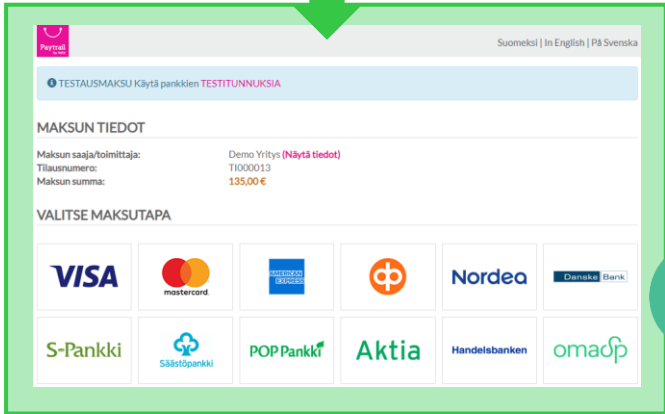 Paytrail
Suomeksi | In English | På Svenska
TESTAUSMAKSU Käytä pankkien TESTITUNNUKSIA
MAKSUN TIEDOT
Maksun saaja/toimittaja: Demo Yritys (Näytä tiedot)
Tilausnumero: TI000013
Maksun summa: 135,00 €
VALITSE MAKSUTAPA
VISA
mastercard.
AMERICAN
EXPRESS
Nordea
Danske Bank
S-Pankki
Säästöpankki
POP Pankki
Aktia
Handelsbanken
omasp